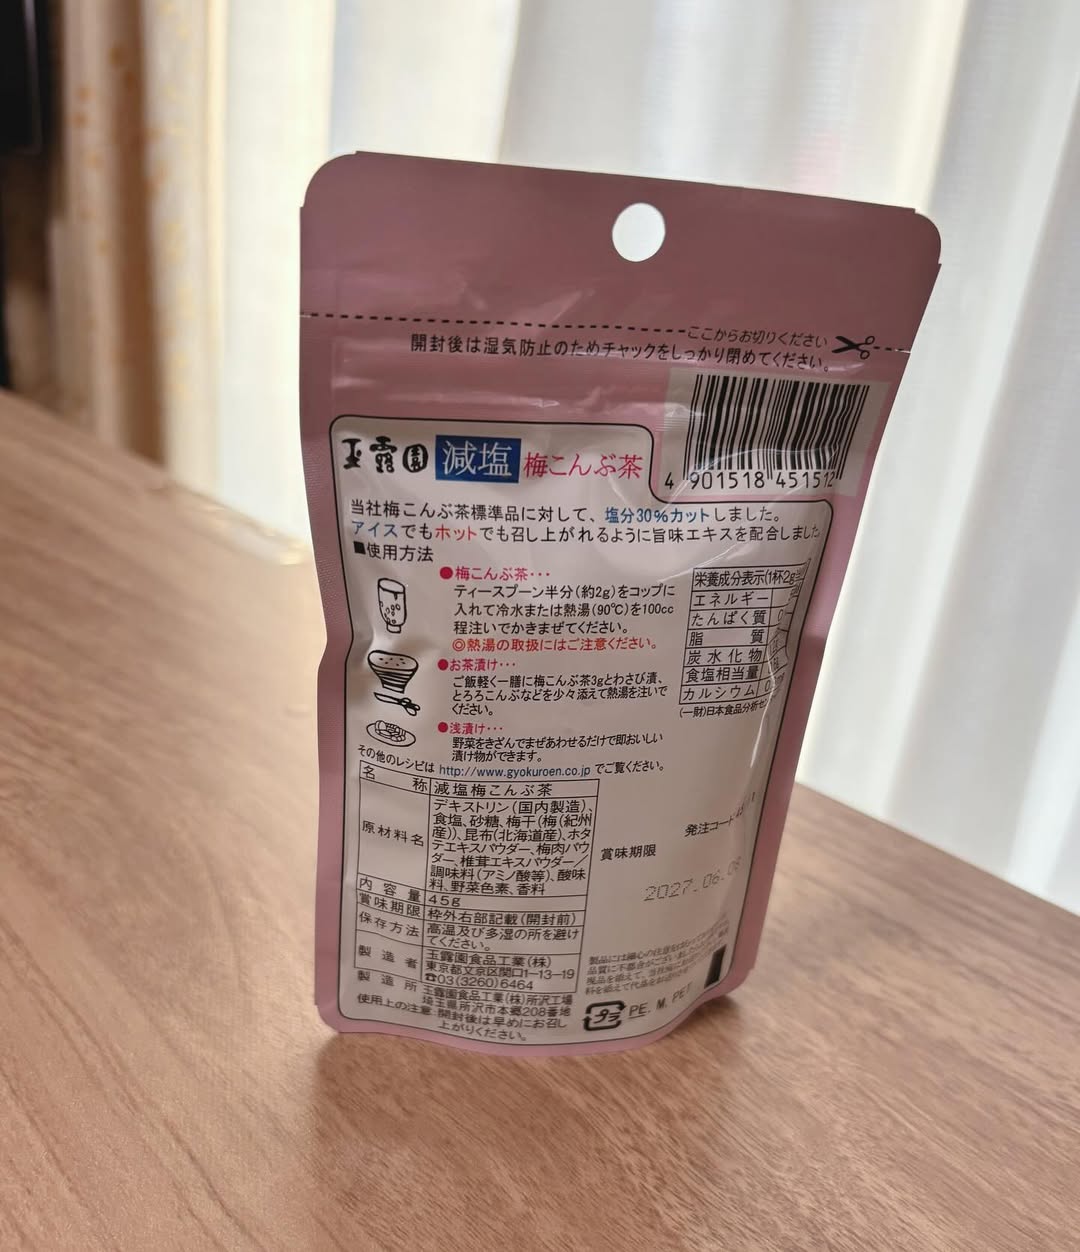 ここからお切りください
開封後は湿気防止のためチャックをしっかり閉めてください。
4 901518 451512
玉露園 減塩 梅こんぶ茶
当社梅こんぶ茶標準品に対して、塩分30%カットしました。
アイスでもホットでも召し上がれるように旨味エキスを配合しました
■使用方法
●梅こんぶ茶･･･
ティースプーン半分(約2g)をコップに
入れて冷水または熱湯(90℃)を100cc
程注いでかきまぜてください。
◎熱湯の取扱にはご注意ください。
●お茶漬け･･･
ご飯軽く一膳に梅こんぶ茶3gとわさび漬、
とろろこんぶなどを少々添えて熱湯を注いで
ください。
●浅漬け･･･
野菜をきざんでまぜあわせるだけで即おいしい
漬け物ができます。
その他のレシピは http://www.gyokuroen.co.jp でご覧ください。
栄養成分表示(1杯2g
エネルギー
たんぱく質
脂質
炭水化物
食塩相当量
カルシウム
(一財)日本食品分析セ
名称 減塩梅こんぶ茶
原材料名 デキストリン(国内製造)、
食塩、砂糖、梅干(梅(紀州
産))、昆布(北海道産)、ホタ
テエキスパウダー、梅肉パウ
ダー、椎茸エキスパウダー／
調味料(アミノ酸等)、酸味
料、野菜色素、香料
内容量 45g
賞味期限 枠外右部記載(開封前)
保存方法 高温及び多湿の所を避け
てください。
製造者 玉露園食品工業(株)
東京都文京区関口1-13-19
☎03(3260)6464
製造所 玉露園食品工業(株)所沢工場
埼玉県所沢市本郷208番地
使用上の注意:開封後は早めにお召し
上がりください。
発注コード
賞味期限
2027.06.0
プラ PE. M. PET